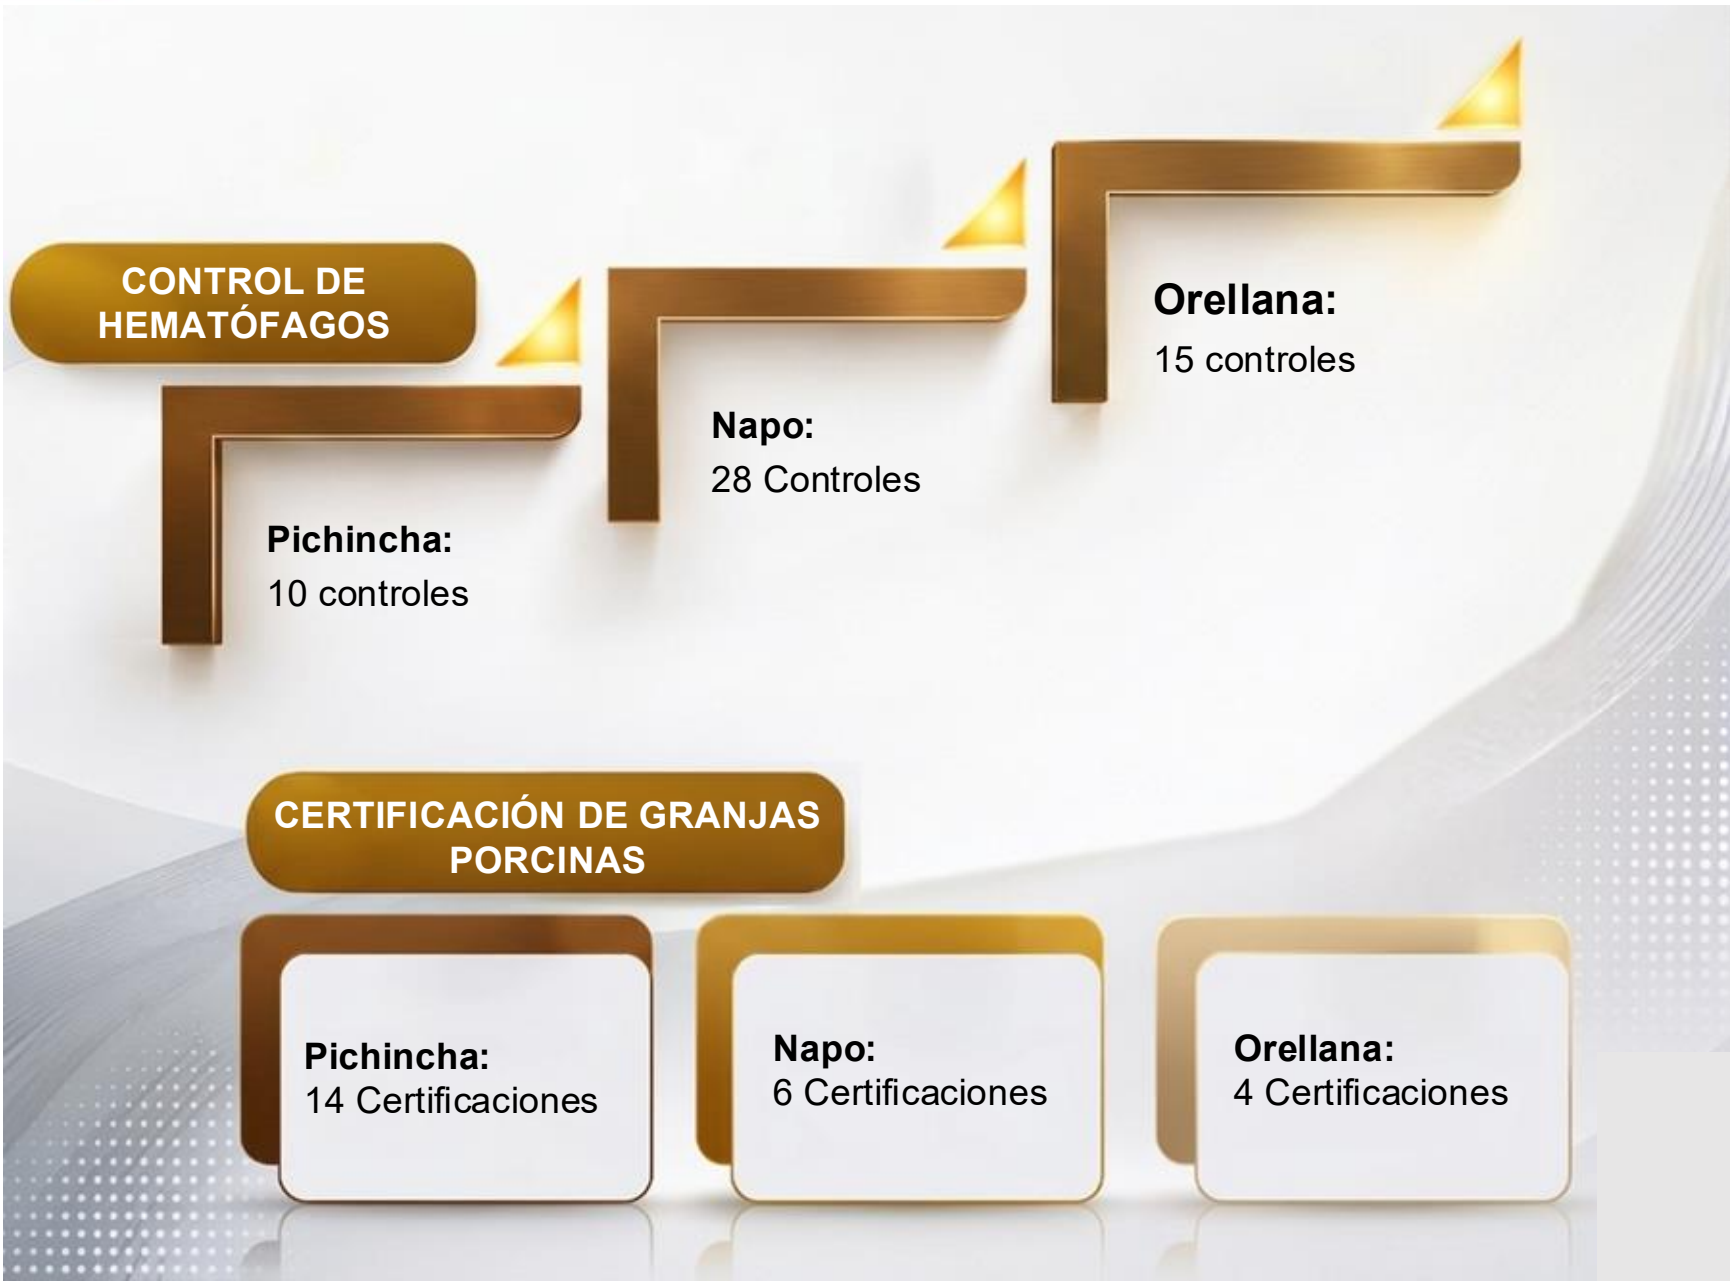 CONTROL DE
HEMATÓFAGOS
Pichincha:
10 controles
Napo:
28 Controles
Orellana:
15 controles
CERTIFICACIÓN DE GRANJAS
PORCINAS
Pichincha:
14 Certificaciones
Napo:
6 Certificaciones
Orellana:
4 Certificaciones